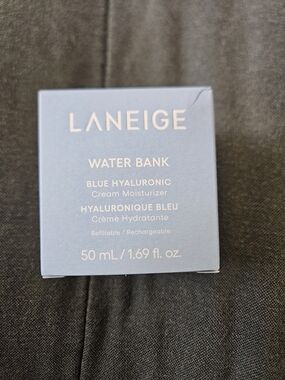 LANEIGE
WATER BANK
BLUE HYALURONIC
Cream Moisturizer
HYALURONIQUE BLEU
Crème Hydratante
Refillable / Rechargeable
50 mL / 1.69 fl. oz.